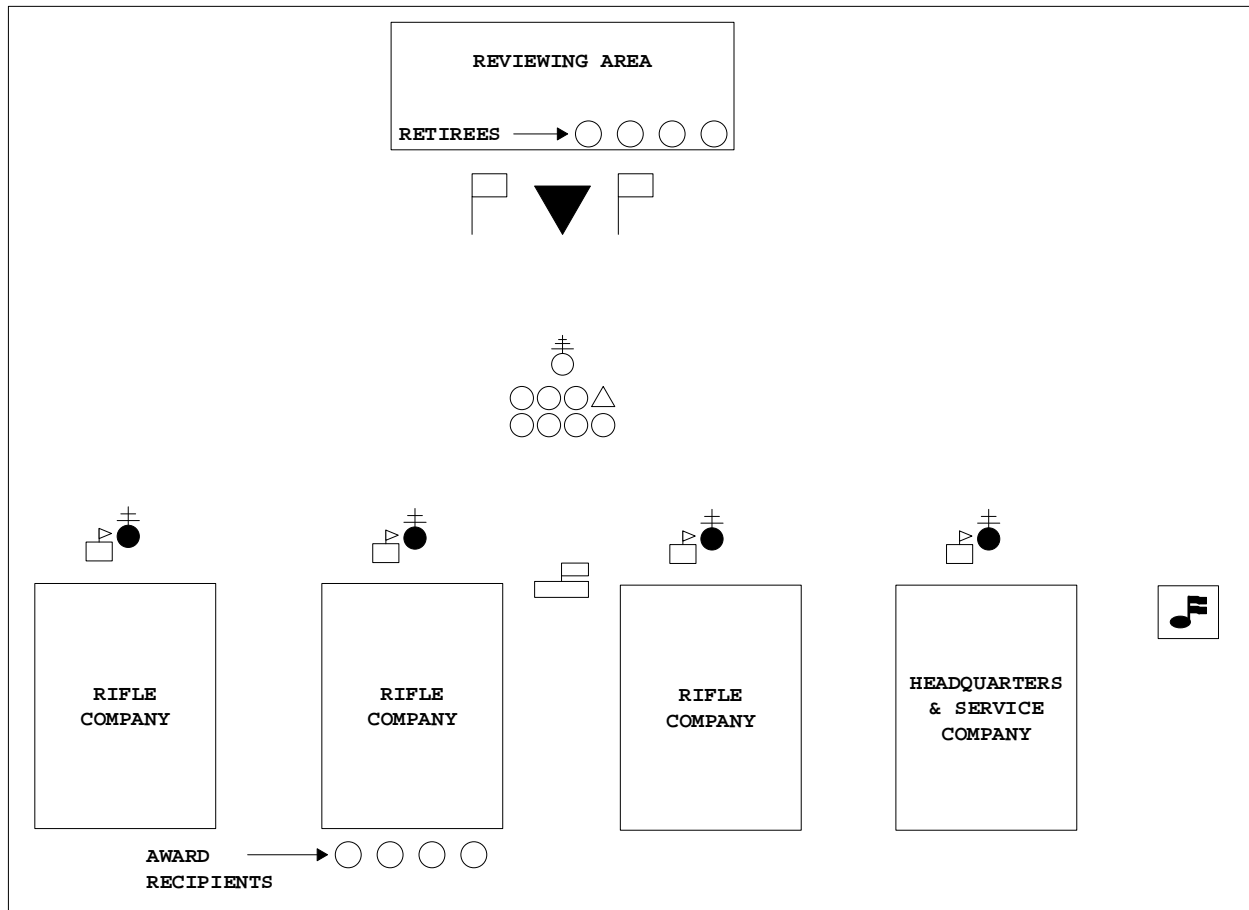 REVIEWING AREA
RETIREES
RIFLE
COMPANY
RIFLE
COMPANY
RIFLE
COMPANY
HEADQUARTERS
& SERVICE
COMPANY
AWARD
RECIPIENTS